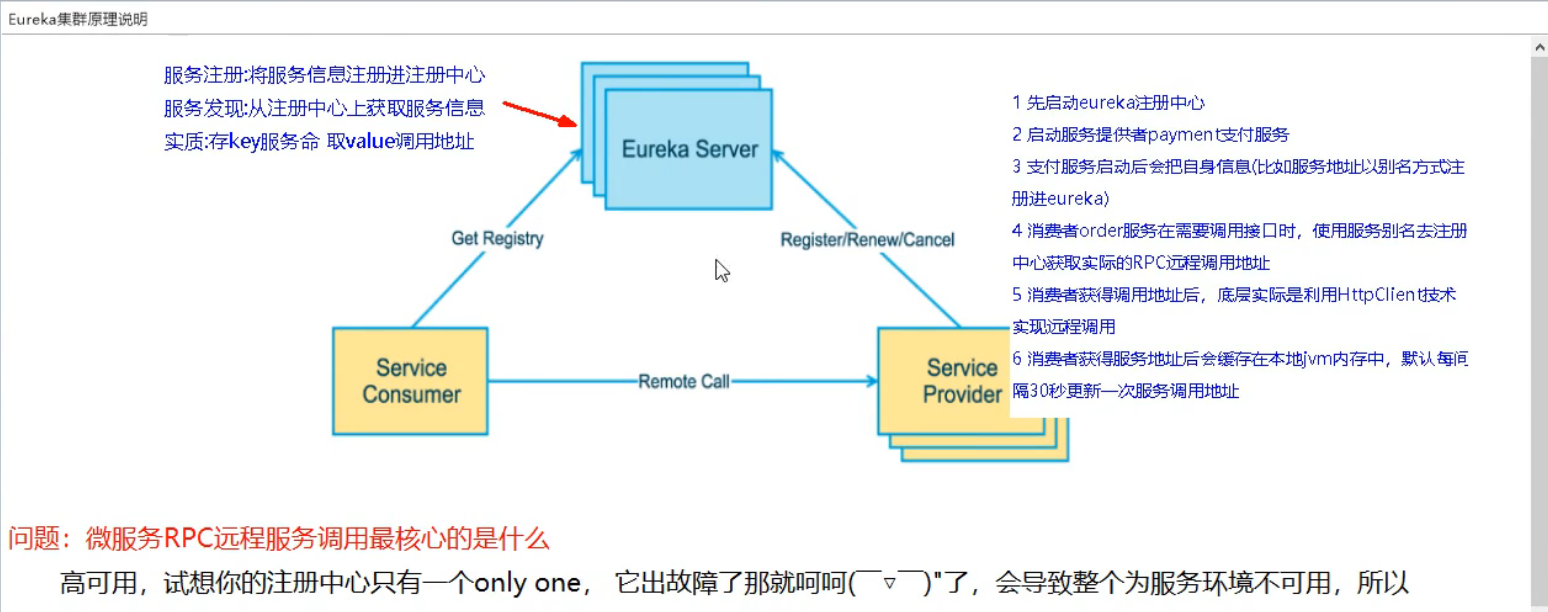 Eureka集群原理说明
服务注册:将服务信息注册进注册中心
服务发现:从注册中心上获取服务信息
实质:存key服务命 取value调用地址
Eureka Server
Get Registry
Register/Renew/Cancel
Service
Consumer
Remote Call
Service
Provider
1 先启动eureka注册中心
2 启动服务提供者payment支付服务
3 支付服务启动后会把自身信息(比如服务地址以别名方式注
册进eureka)
4 消费者order服务在需要调用接口时，使用服务别名去注册
中心获取实际的RPC远程调用地址
5 消费者获得调用地址后，底层实际是利用HttpClient技术
实现远程调用
6 消费者获得服务地址后会缓存在本地jvm内存中，默认每间
隔30秒更新一次服务调用地址
问题：微服务RPC远程服务调用最核心的是什么
高可用，试想你的注册中心只有一个only one， 它出故障了那就呵呵(￣▽￣)"了，会导致整个为服务环境不可用，所以